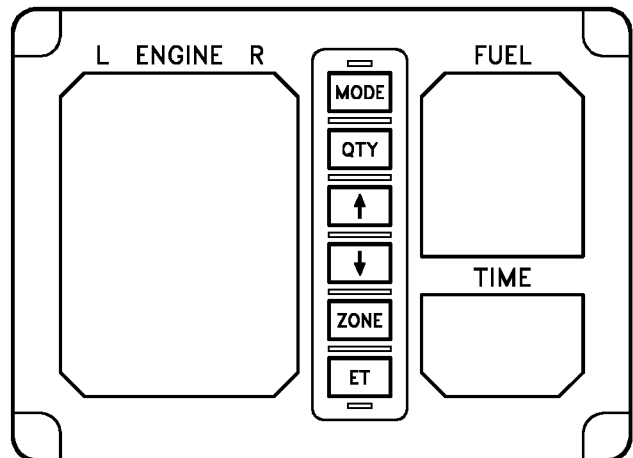 L ENGINE R
FUEL
MODE
QTY
↑
↓
TIME
ZONE
ET